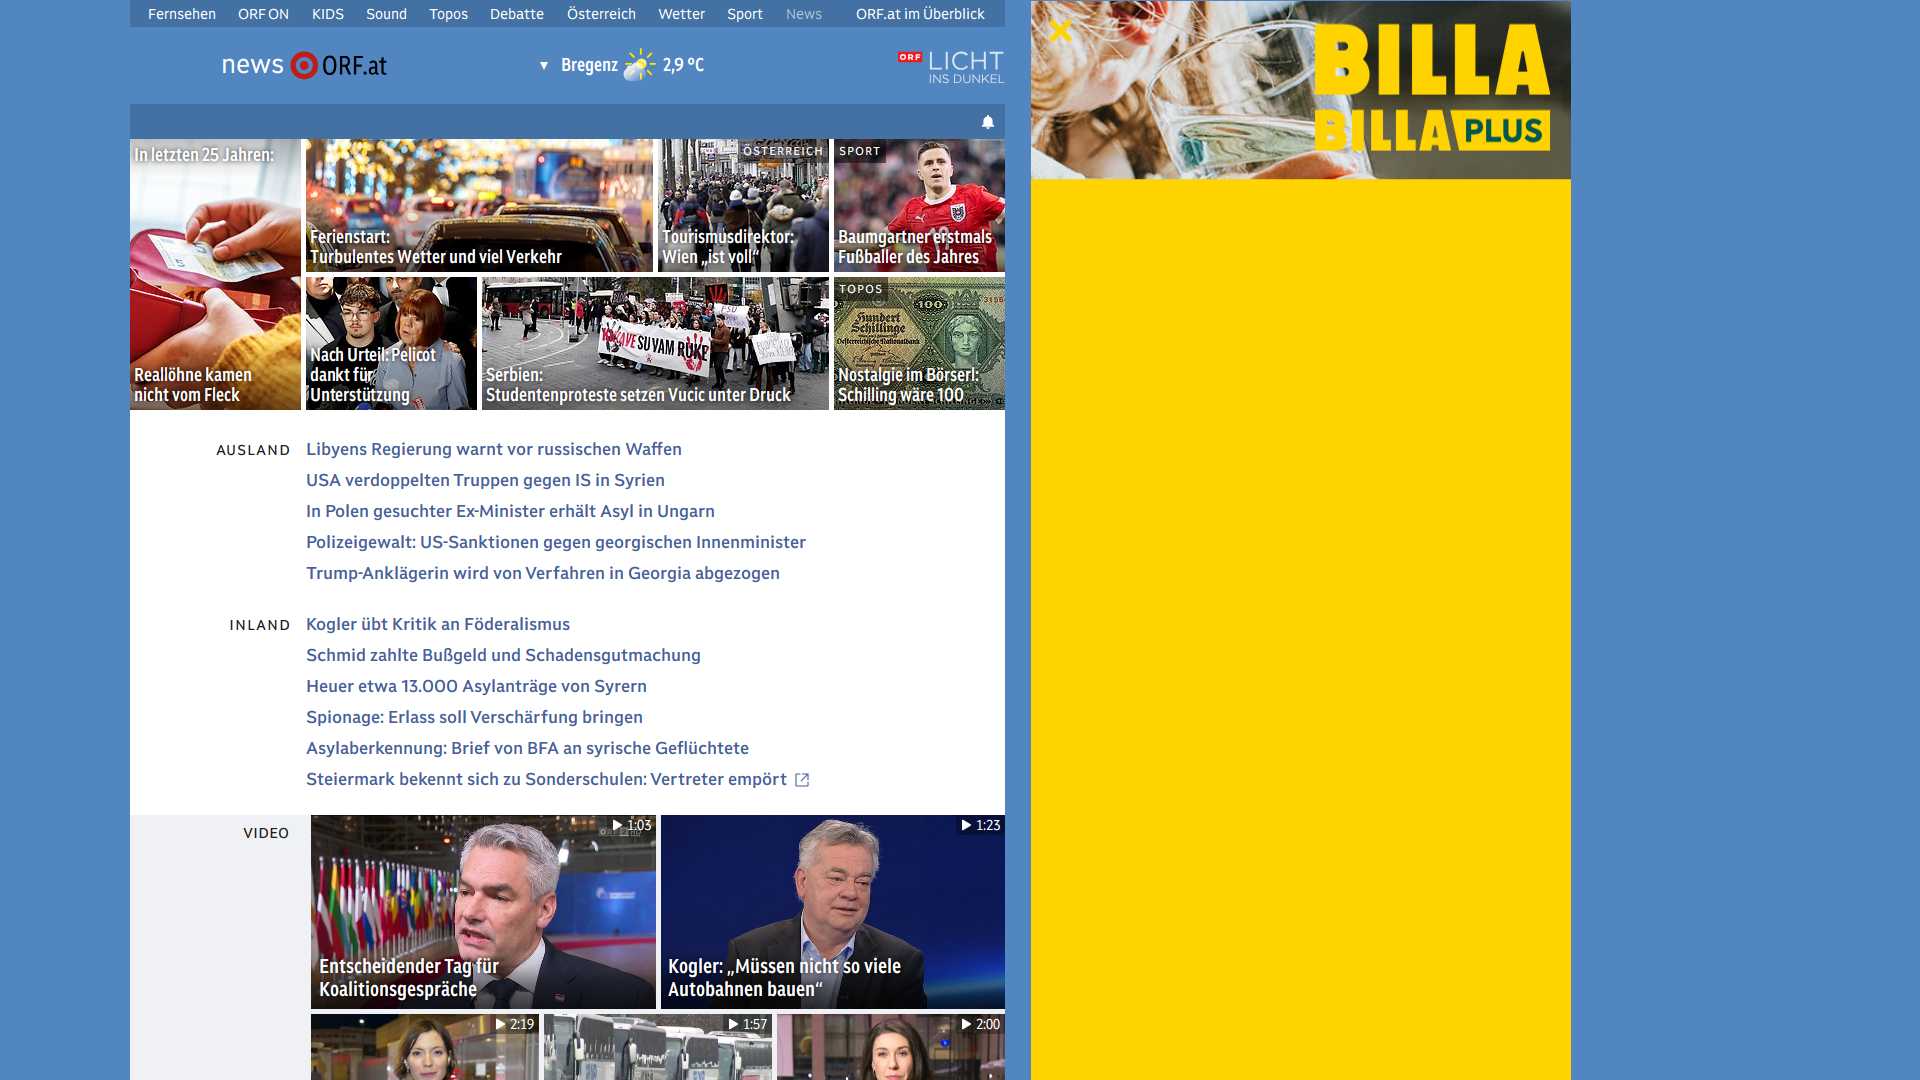 Fernsehen ORF ON KIDS Sound Topos Debatte Österreich Wetter Sport News ORF.at im Überblick
news ORF.at
Bregenz 2,9 °C
ORF LICHT
INS DUNKEL
BILLA
BILLA PLUS
In letzten 25 Jahren:
Reallöhne kamen
nicht vom Fleck
Ferienstart:
Turbulentes Wetter und viel Verkehr
ÖSTERREICH
Tourismusdirektor:
Wien „ist voll“
SPORT
Baumgartner erstmals
Fußballer des Jahres
Nach Urteil: Pelicot
dankt für
Unterstützung
SU VAM RUKE
Serbien:
Studentenproteste setzen Vucic unter Druck
TOPOS
100
Hundert
Schillinge
Nostalgie im Börserl:
Schilling wäre 100
AUSLAND
Libyens Regierung warnt vor russischen Waffen
USA verdoppelten Truppen gegen IS in Syrien
In Polen gesuchter Ex-Minister erhält Asyl in Ungarn
Polizeigewalt: US-Sanktionen gegen georgischen Innenminister
Trump-Anklägerin wird von Verfahren in Georgia abgezogen
INLAND
Kogler übt Kritik an Föderalismus
Schmid zahlte Bußgeld und Schadensgutmachung
Heuer etwa 13.000 Asylanträge von Syrern
Spionage: Erlass soll Verschärfung bringen
Asylaberkennung: Brief von BFA an syrische Geflüchtete
Steiermark bekennt sich zu Sonderschulen: Vertreter empört
VIDEO
1:03
Entscheidender Tag für
Koalitionsgespräche
1:23
Kogler: „Müssen nicht so viele
Autobahnen bauen“
2:19
1:57
2:00